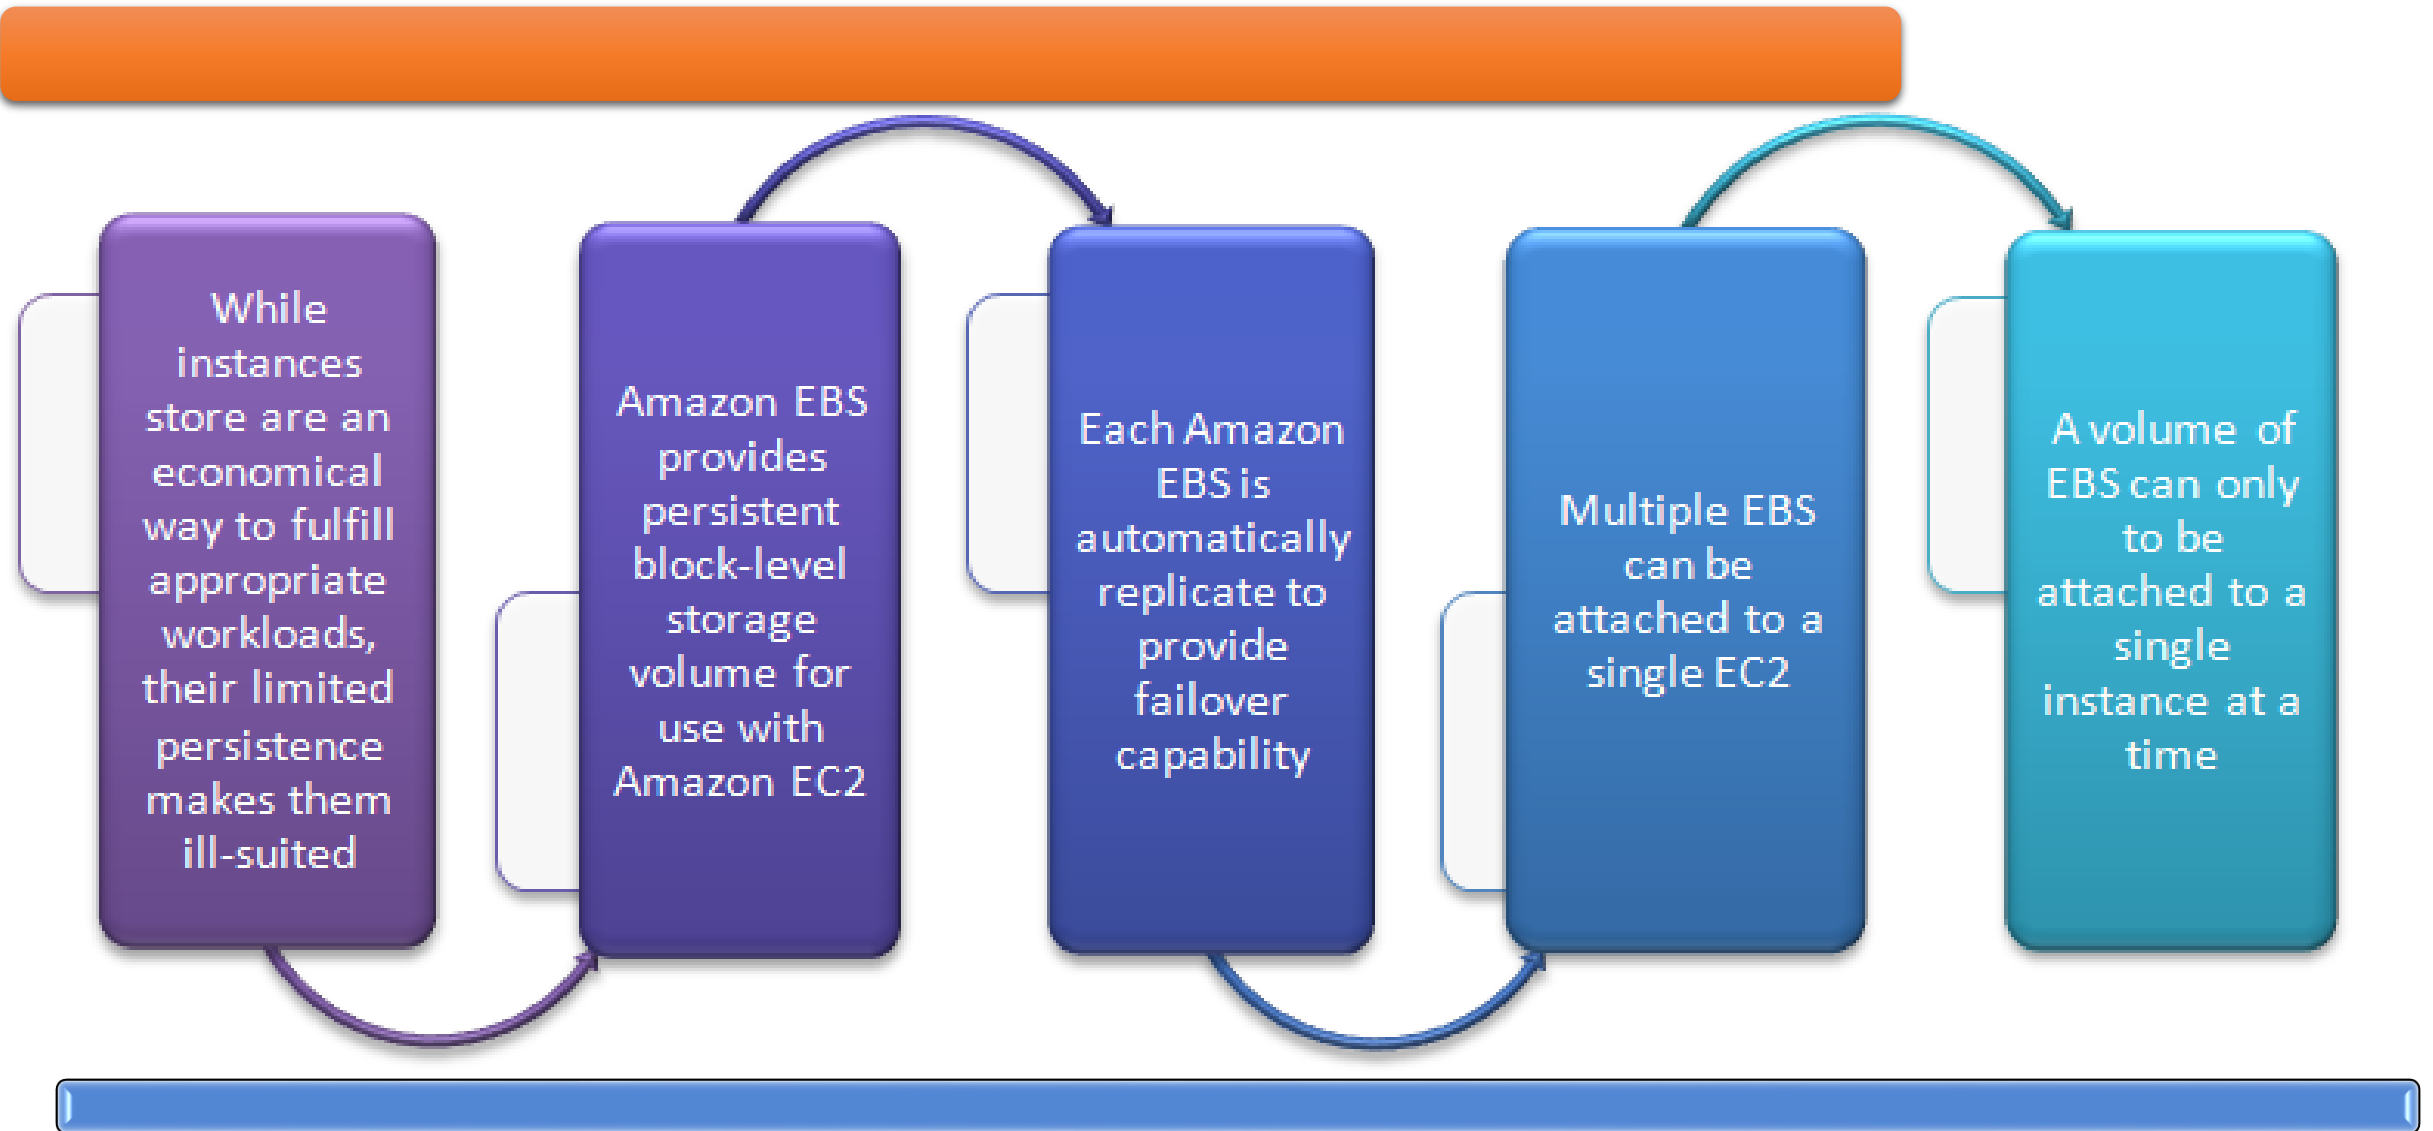 While
instances
store are an
economical
way to fulfill
appropriate
workloads,
their limited
persistence
makes them
ill-suited
Amazon EBS
provides
persistent
block-level
storage
volume for
use with
Amazon EC2
Each Amazon
EBS is
automatically
replicate to
provide
failover
capability
Multiple EBS
can be
attached to a
single EC2
A volume of
EBS can only
to be
attached to a
single
instance at a
time